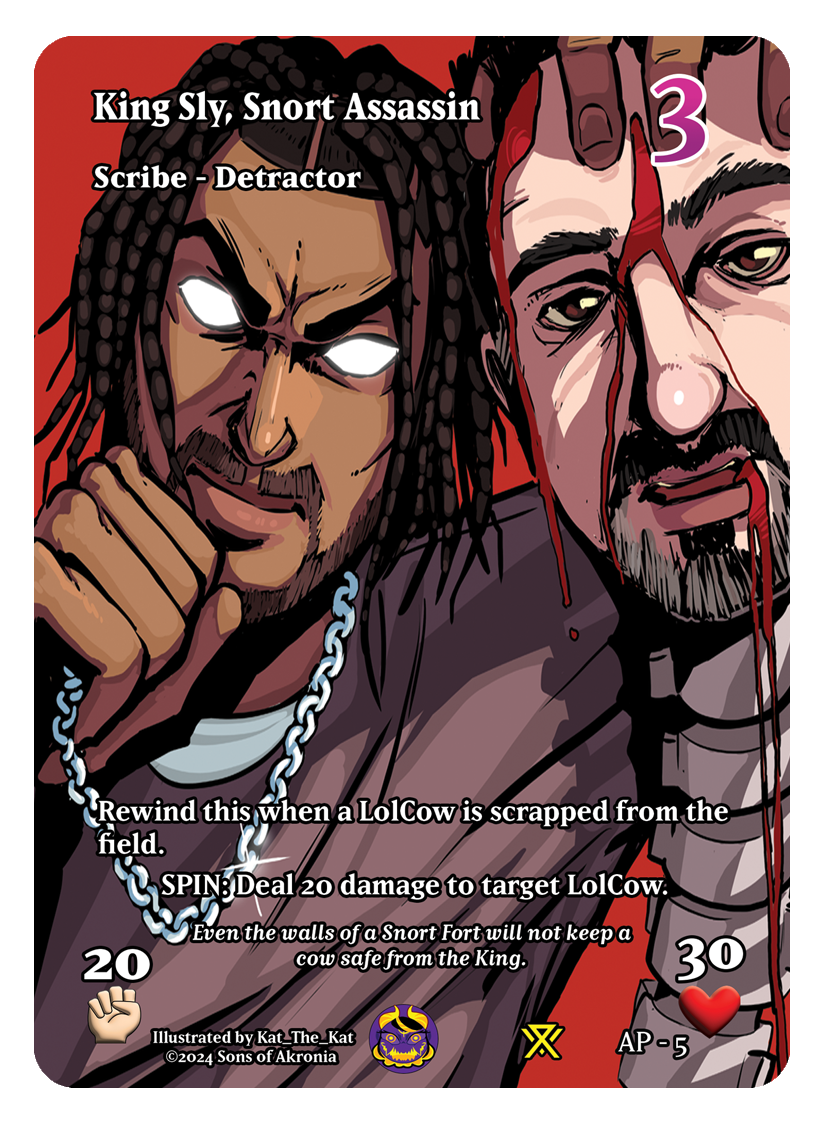 King Sly, Snort Assassin
3
Scribe - Detractor
Rewind this when a LolCow is scrapped from the
field.
SPIN: Deal 20 damage to target LolCow.
Even the walls of a Snort Fort will not keep a
cow safe from the King.
20
30
Illustrated by Kat_The_Kat
©2024 Sons of Akronia
AP - 5